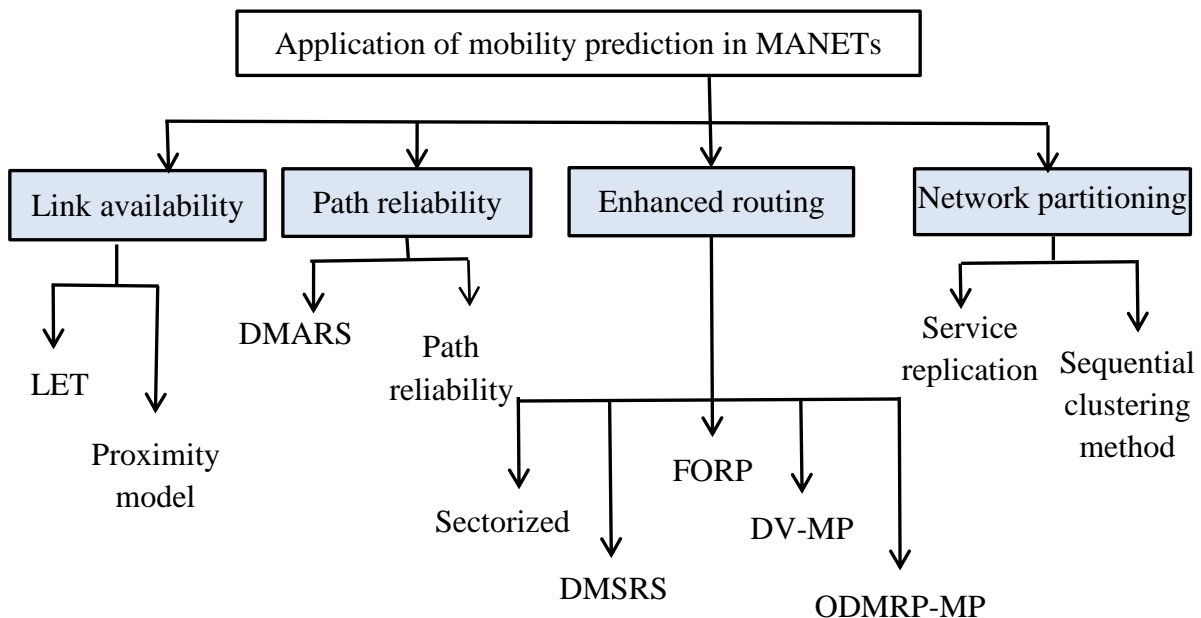 Application of mobility prediction in MANETs
Link availability
Path reliability
Enhanced routing
Network partitioning
LET
Proximity
model
DMARS
Path
reliability
Sectorized
DMSRS
FORP
DV-MP
ODMRP-MP
Service
replication
Sequential
clustering
method